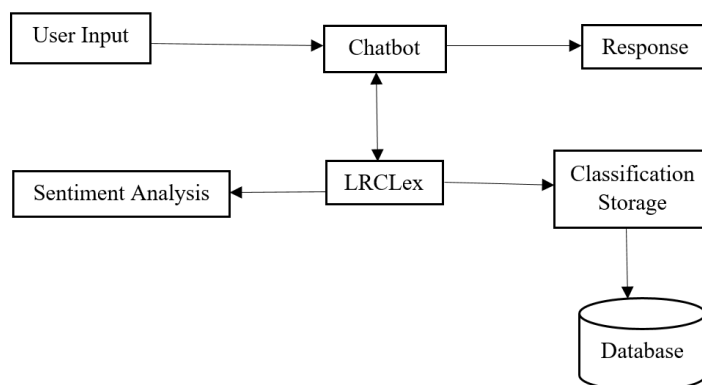 User Input
Chatbot
Response
Sentiment Analysis
LRCLex
Classification
Storage
Database